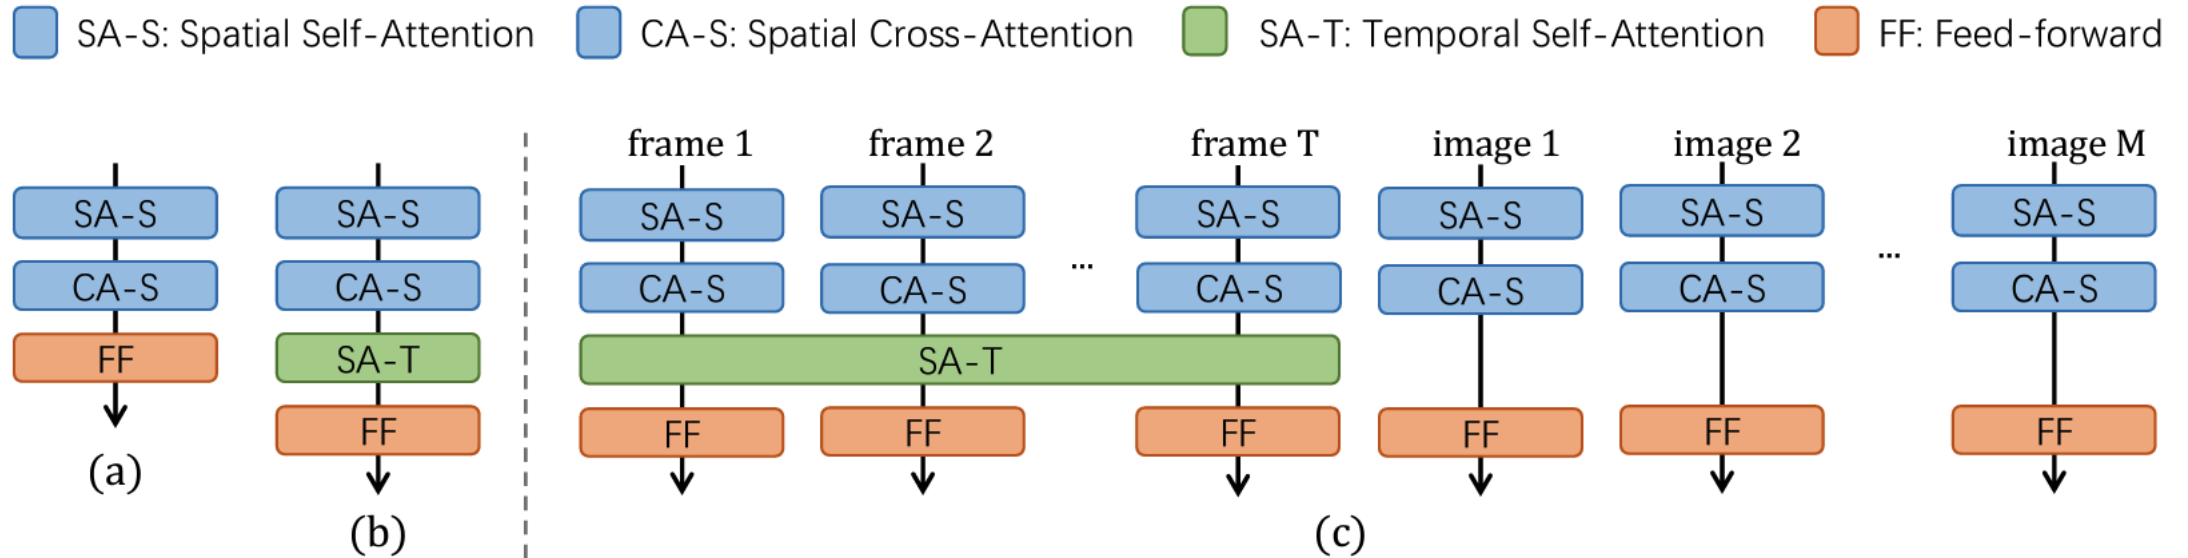 SA-S: Spatial Self-Attention CA-S: Spatial Cross-Attention SA-T: Temporal Self-Attention FF: Feed-forward
frame 1 frame 2 frame T image 1 image 2 image M
SA-S SA-S SA-S SA-S SA-S SA-S SA-S SA-S
... ...
CA-S CA-S CA-S CA-S CA-S CA-S CA-S CA-S
FF SA-T SA-T
FF FF FF FF FF FF FF
(a)
(b) (c)